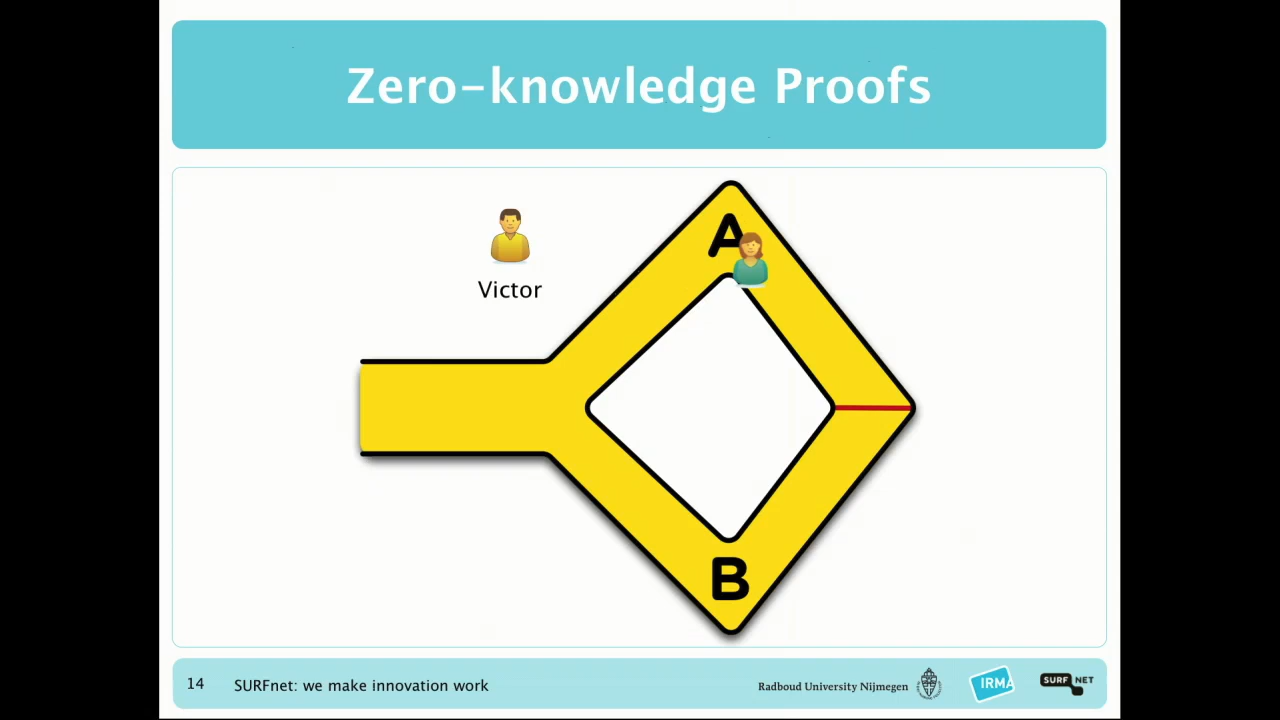 Zero-knowledge Proofs
A
Victor
B
14
SURFnet: we make innovation work
Radboud University Nijmegen
IRMA
SURF NET